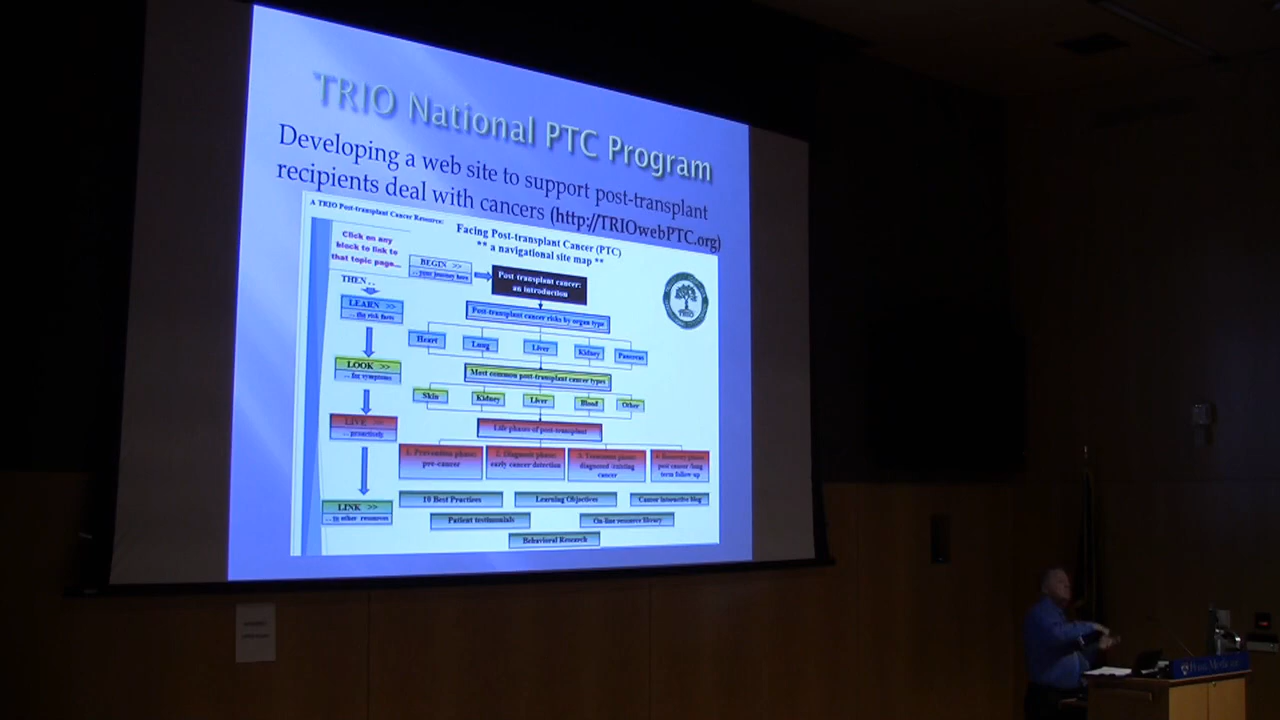 TRIO National PTC Program
Developing a web site to support post-transplant
recipients deal with cancers (http://TRIOwebPTC.org)
A TRIO Post-transplant Cancer Resource:
Facing Post-transplant Cancer (PTC)
** a navigational site map **
Click on any
block to link to
that topic page...
BEGIN >>
... your journey here
Post transplant cancer:
an introduction
THEN . .
TRIO
LEARN >>
... the risk facts
Post-transplant cancer risks by organ type
Heart
Lung
Liver
Kidney
Pancreas
LOOK >>
... for symptoms
Most common post-transplant cancer types
Skin
Kidney
Liver
Blood
Other
LIVE >>
... proactively
Life phases of post-transplant
1. Prevention phase:
pre-cancer
2. Diagnosis phase:
early cancer detection
3. Treatment phase:
diagnosed existing
cancer
4. Recovery phase:
post cancer/long
term follow-up
LINK >>
... to other resources
10 Best Practices
Learning Objectives
Cancer interactive blog
Patient testimonials
On-line resource library
Behavioral Research
Penn Medicine